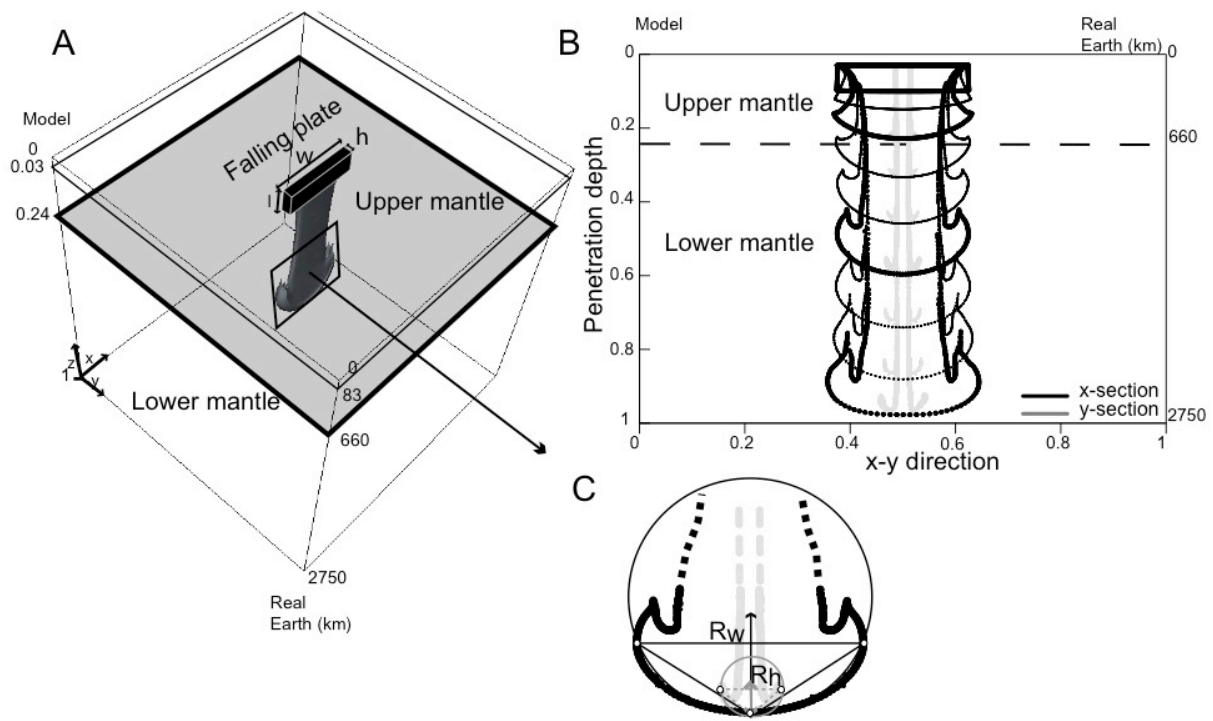 A
Model
0
0.03
0.24
Falling plate
W
h
l
Upper mantle
z
x
y
1
Lower mantle
0
83
660
2750
Real
Earth (km)
B
Model
Real
Earth (km)
0
0
Upper mantle
0.2
660
0.4
Lower mantle
0.6
0.8
x-section
y-section
1
2750
0
0.2
0.4
0.6
0.8
1
Penetration depth
x-y direction
C
Rw
Rh